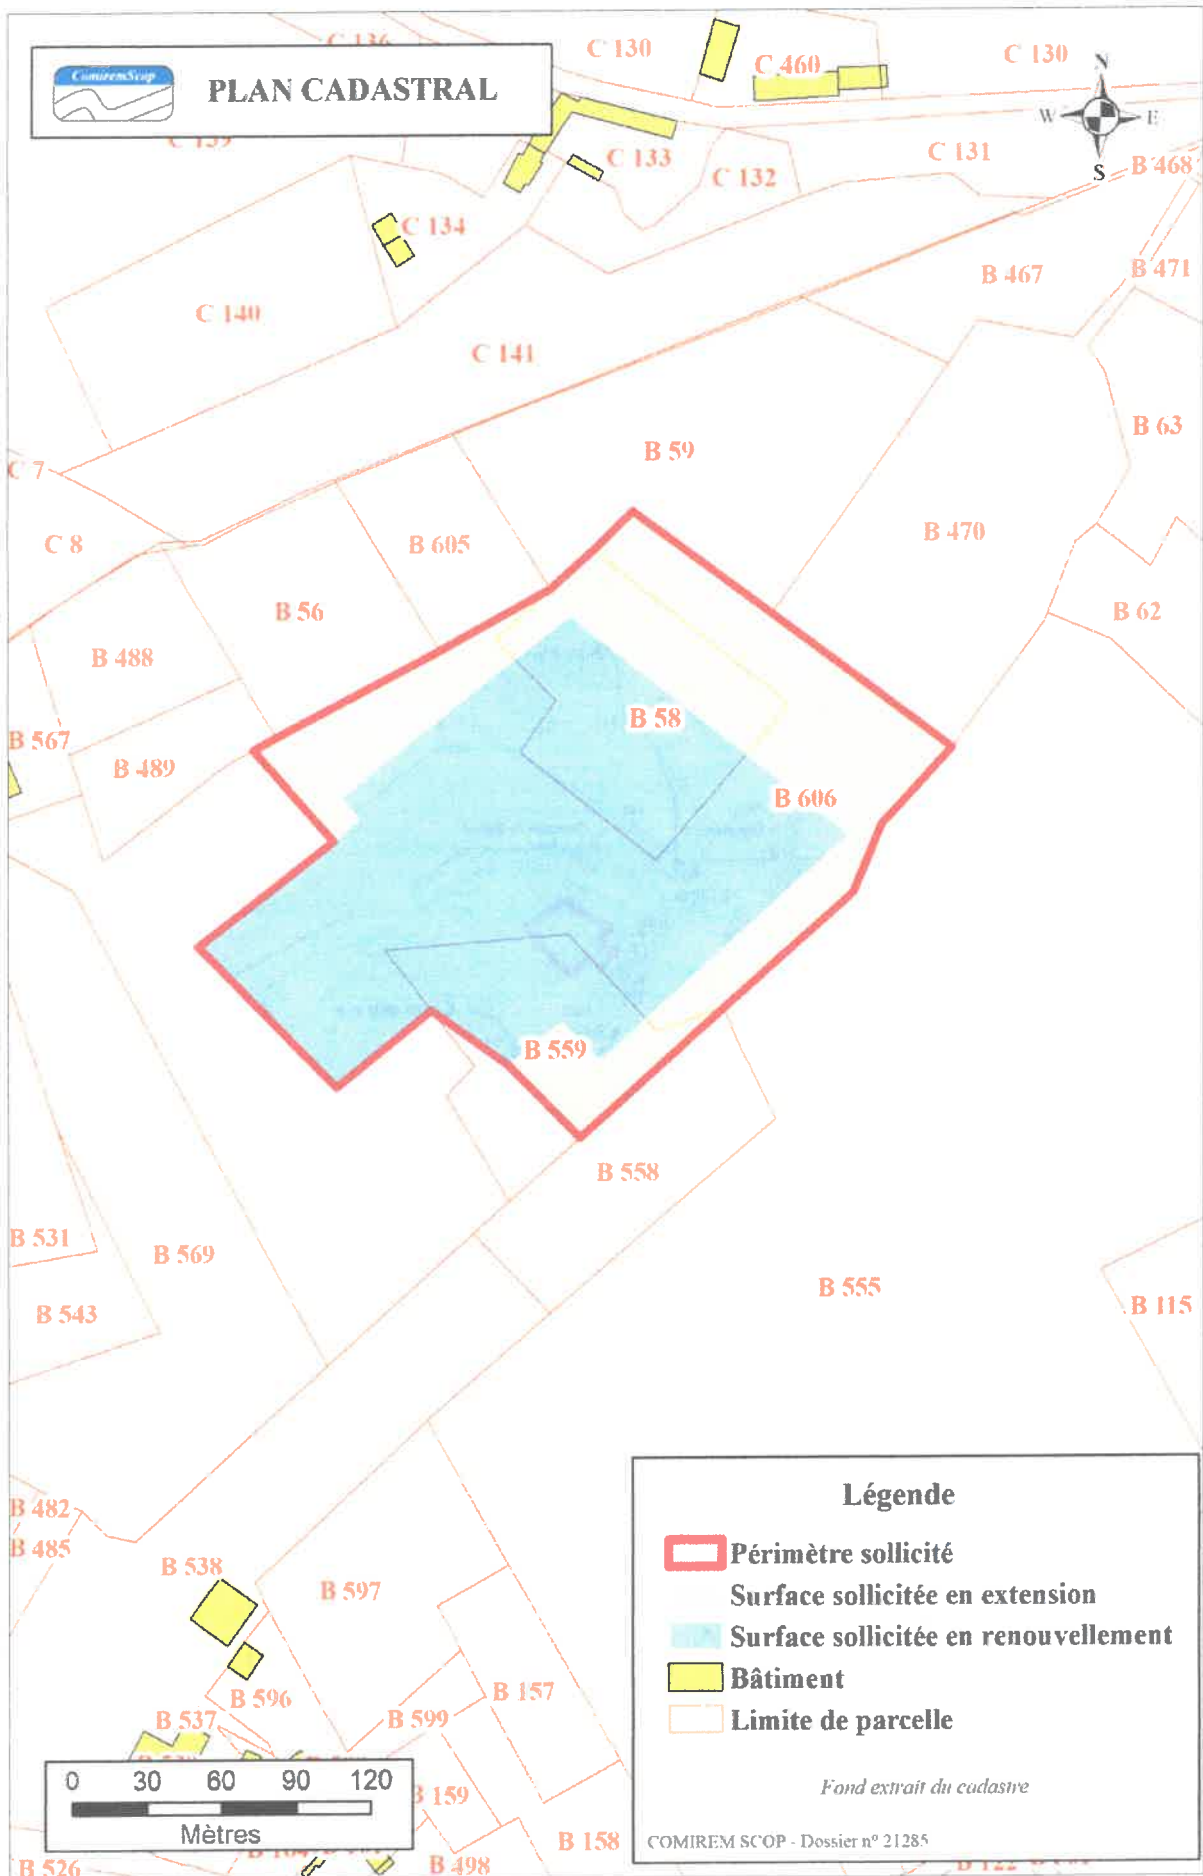 C 136
C 130
C 460
C 130
ComiremScop
PLAN CADASTRAL
N
W
E
S
C 133
C 132
C 131
B 468
C 134
B 467
B 471
C 140
C 141
B 59
B 63
C 7
C 8
B 605
B 470
B 56
B 62
B 488
B 58
B 567
B 489
B 606
B 559
B 558
B 531
B 569
B 543
B 555
B 115
Légende
Périmètre sollicité
Surface sollicitée en extension
Surface sollicitée en renouvellement
Bâtiment
Limite de parcelle
Fond extrait du cadastre
COMIREM SCOP - Dossier nº 21285
B 482
B 485
B 538
B 597
B 596
B 157
B 537
B 599
0 30 60 90 120
Mètres
B 159
B 158
B 526
B 498